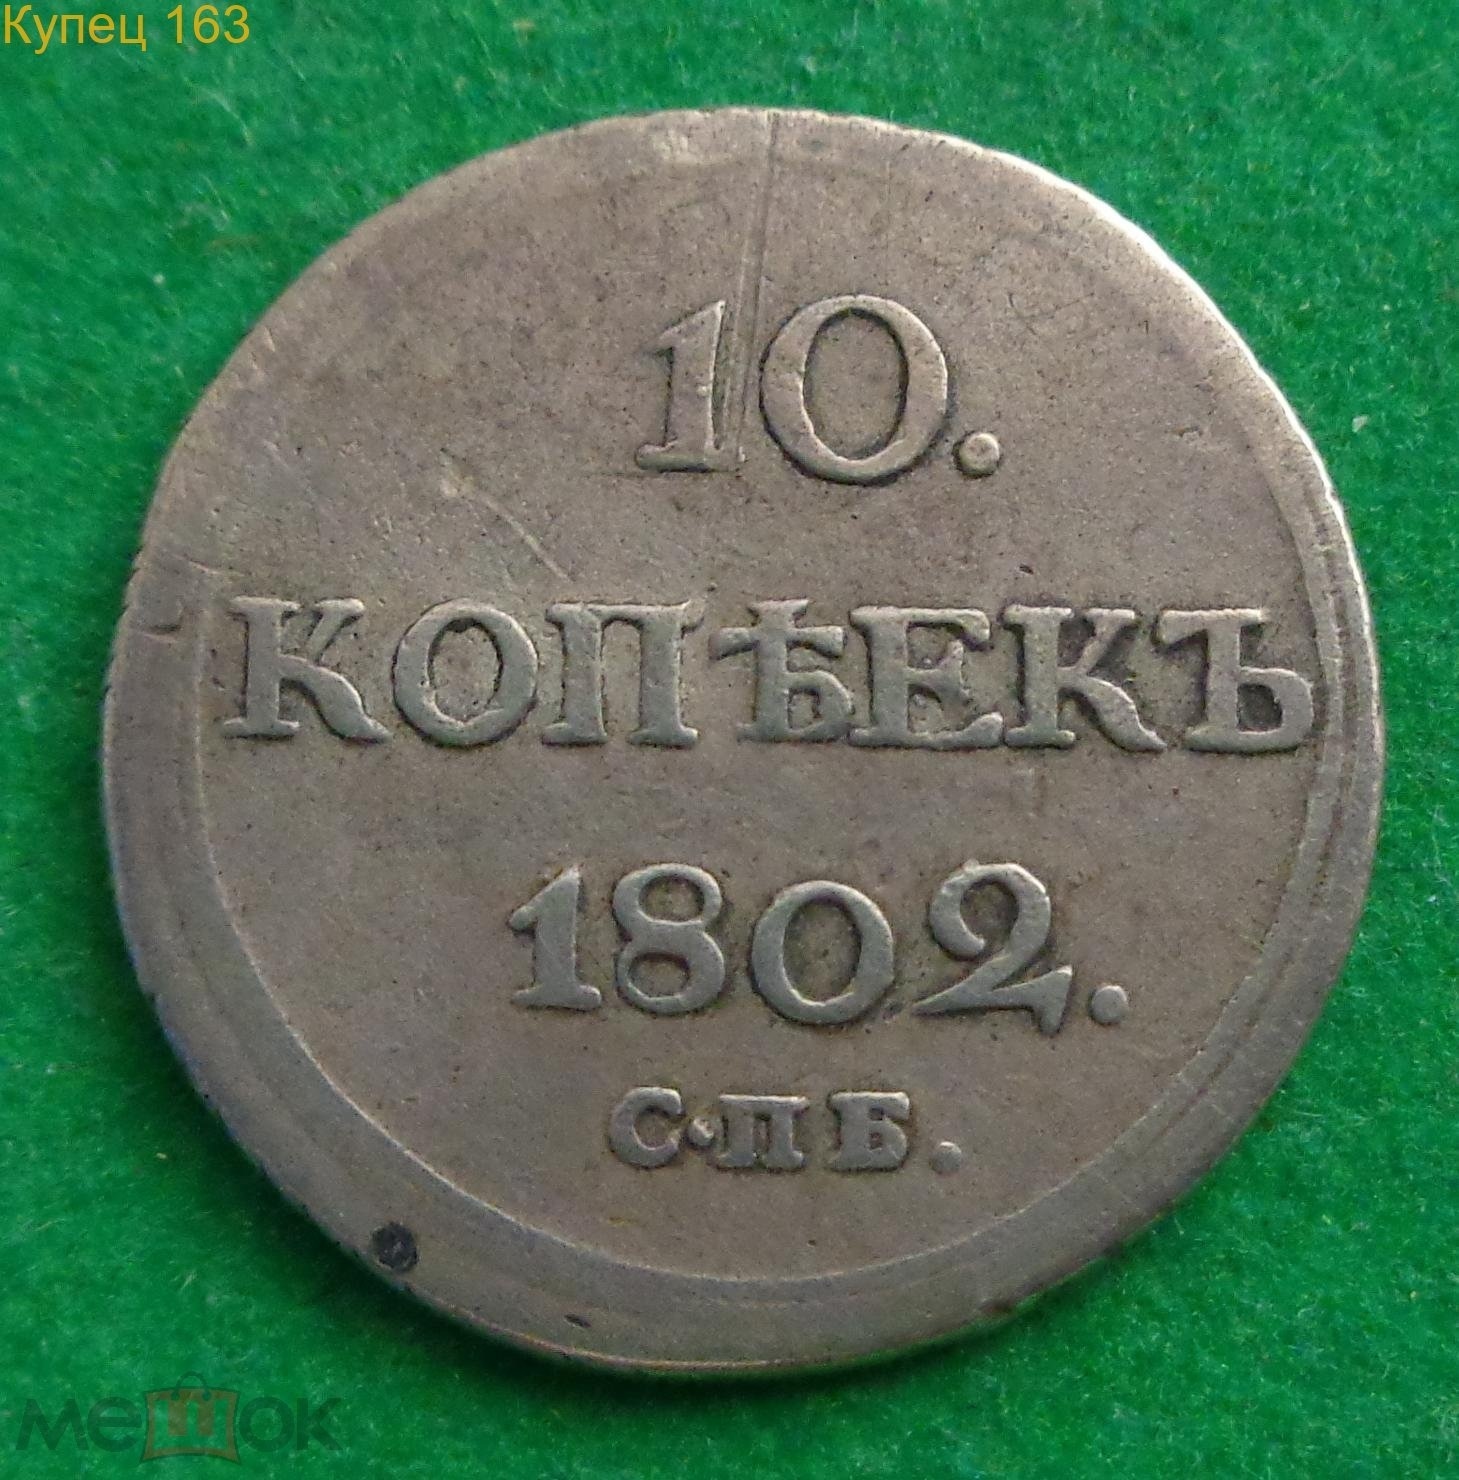 Купец 163
10.
КОПѢЕКЪ
1802.
С·ПБ.
мешок